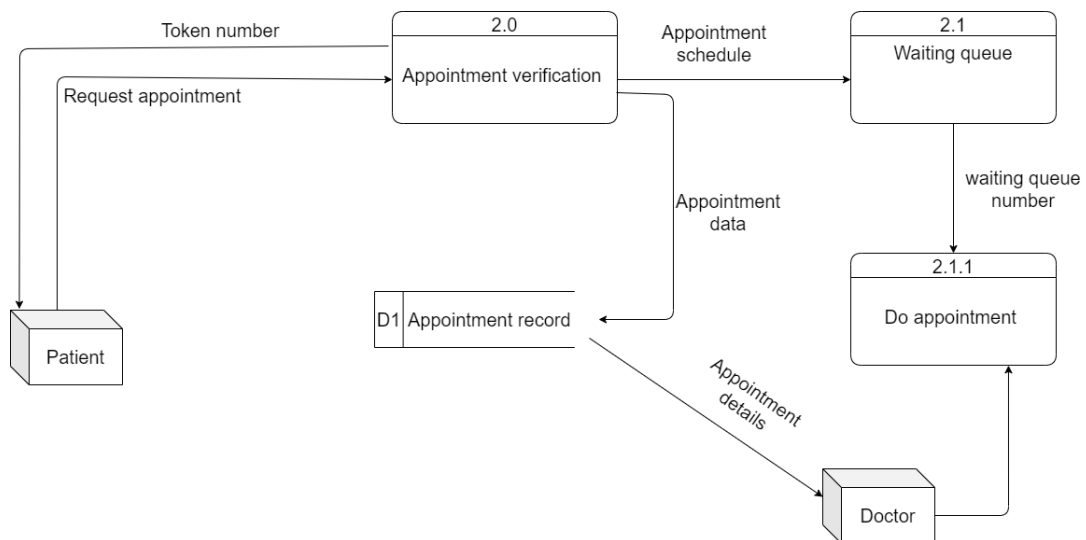 Token number
2.0
Appointment verification
Appointment
schedule
2.1
Waiting queue
Request appointment
Appointment
data
waiting queue
number
2.1.1
Do appointment
D1
Appointment record
Patient
Appointment
details
Doctor